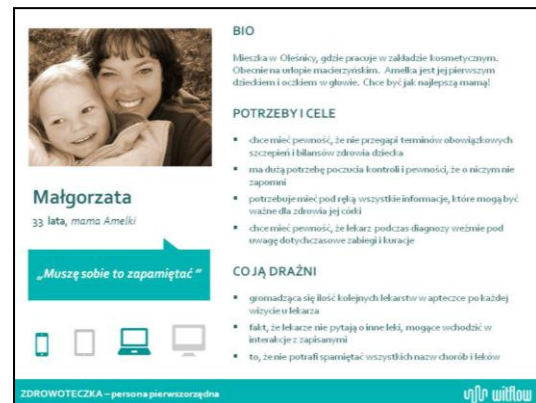 BIO
Mieszka w Oleśnicy, gdzie pracuje w zakładzie kosmetycznym.
Obecnie na urlopie macierzyńskim. Amelka jest jej pierwszym
dzieckiem i oczkiem w głowie. Chce być jak najlepszą mamą!
POTRZEBY I CELE
▪ chce mieć pewność, że nie przegapi terminów obowiązkowych
szczepień i bilansów zdrowia dziecka
▪ ma dużą potrzebę poczucia kontroli i pewności, że o niczym nie
zapomni
▪ potrzebuje mieć pod ręką wszystkie informacje, które mogą być
ważne dla zdrowia jej córki
▪ chce mieć pewność, że lekarz podczas diagnozy weźmie pod
uwagę dotychczasowe zabiegi i kuracje
CO JĄ DRAŻNI
▪ gromadząca się ilość kolejnych lekarstw w apteczce po każdej
wizycie u lekarza
▪ fakt, że lekarze nie pytają o inne leki, mogące wchodzić w
interakcje z zapisanymi
▪ to, że nie potrafi spamiętać wszystkich nazw chorób i leków
Małgorzata
33 lata, mama Amelki
„Muszę sobie to zapamiętać”
ZDROWOTECZKA – persona pierwszorzędna
witflow